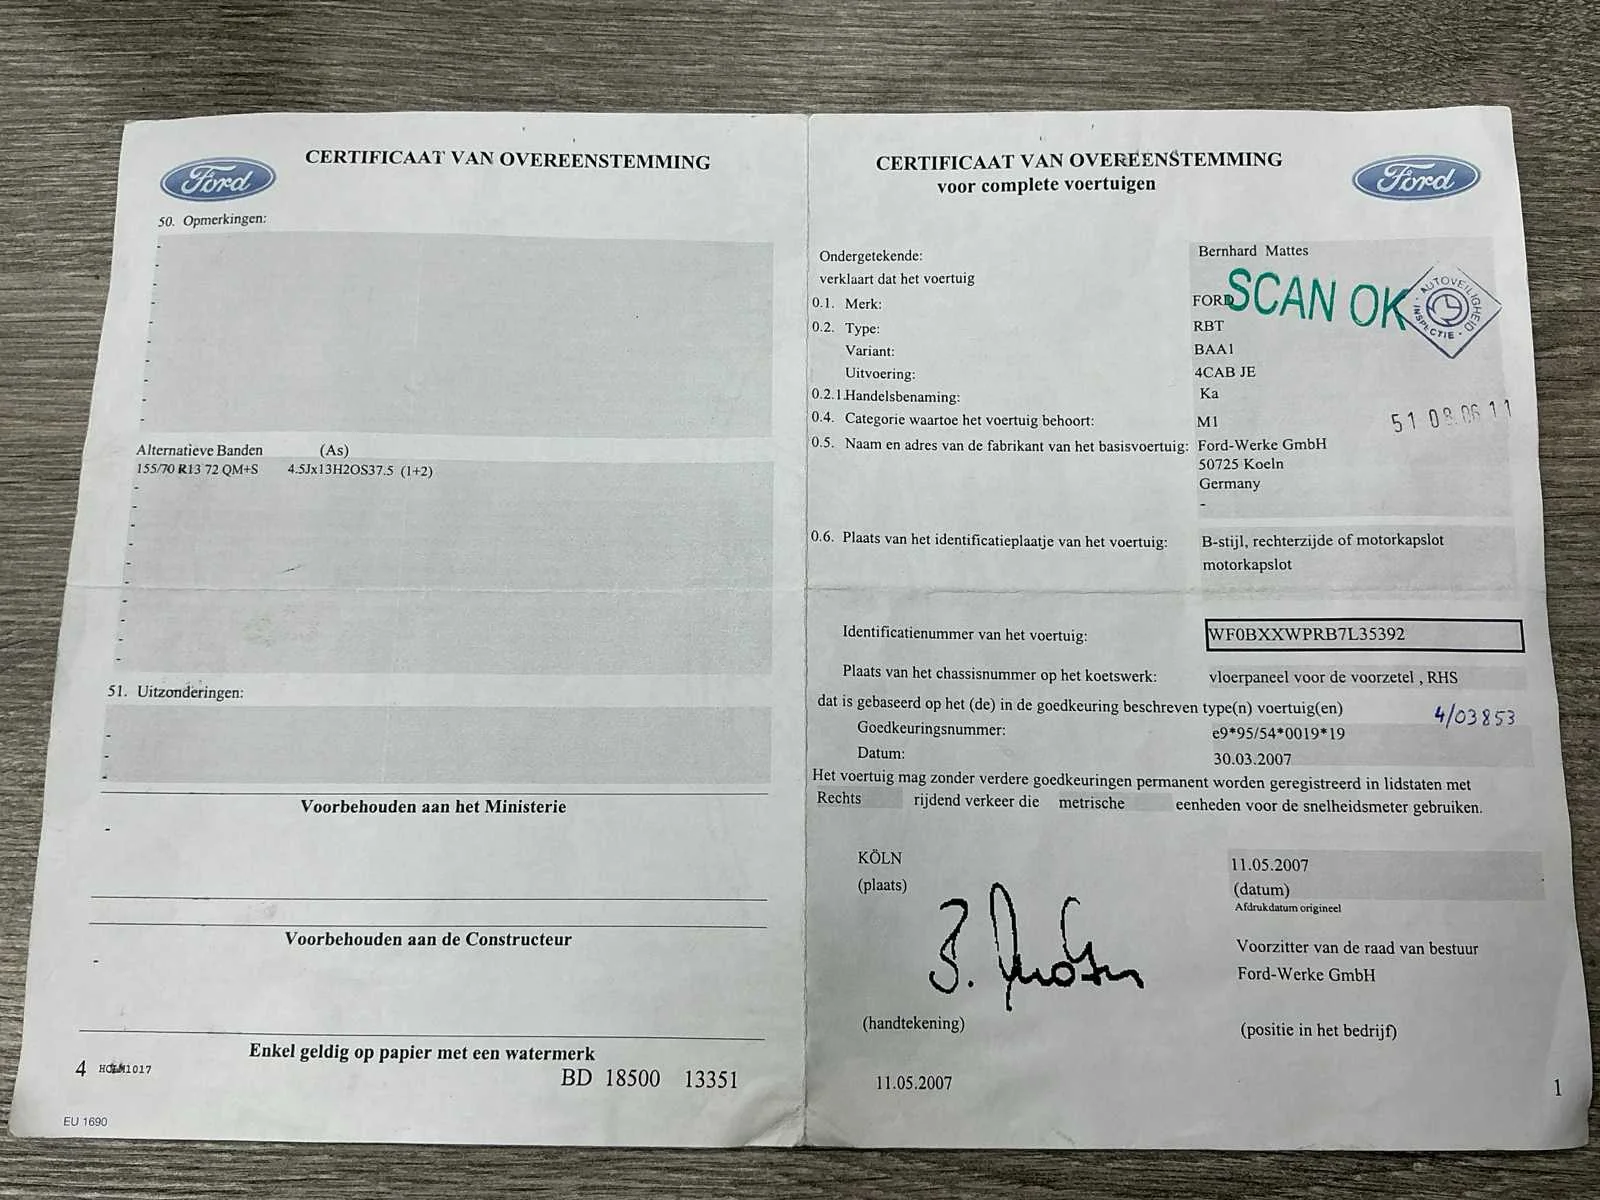 Ford
CERTIFICAAT VAN OVEREENSTEMMING
50. Opmerkingen:
Alternatieve Banden (As)
155/70 R13 72 QM+S 4.5Jx13H2OS37.5 (1+2)
51. Uitzonderingen:
Voorbehouden aan het Ministerie
Voorbehouden aan de Constructeur
Enkel geldig op papier met een watermerk
4
BD 18500 13351
EU 1690
CERTIFICAAT VAN OVEREENSTEMMING
voor complete voertuigen
Ford
Ondergetekende: Bernhard Mattes
verklaart dat het voertuig
SCAN OK
AUTOVEILIGHEID
INSPECTIE
0.1. Merk: FORD
0.2. Type: RBT
Variant: BAA1
Uitvoering: 4CAB JE
0.2.1.Handelsbenaming: Ka
0.4. Categorie waartoe het voertuig behoort: M1
51 08.06 11
0.5. Naam en adres van de fabrikant van het basisvoertuig: Ford-Werke GmbH
50725 Koeln
Germany
-
0.6. Plaats van het identificatieplaatje van het voertuig: B-stijl, rechterzijde of motorkapslot
motorkapslot
Identificatienummer van het voertuig: WF0BXXWPRB7L35392
Plaats van het chassisnummer op het koetswerk: vloerpaneel voor de voorzetel , RHS
dat is gebaseerd op het (de) in de goedkeuring beschreven type(n) voertuig(en)
4/03853
Goedkeuringsnummer: e9*95/54*0019*19
Datum: 30.03.2007
Het voertuig mag zonder verdere goedkeuringen permanent worden geregistreerd in lidstaten met
Rechts rijdend verkeer die metrische eenheden voor de snelheidsmeter gebruiken.
KÖLN 11.05.2007
(plaats) (datum)
Afdrukdatum origineel
Voorzitter van de raad van bestuur
Ford-Werke GmbH
(handtekening) (positie in het bedrijf)
11.05.2007
1